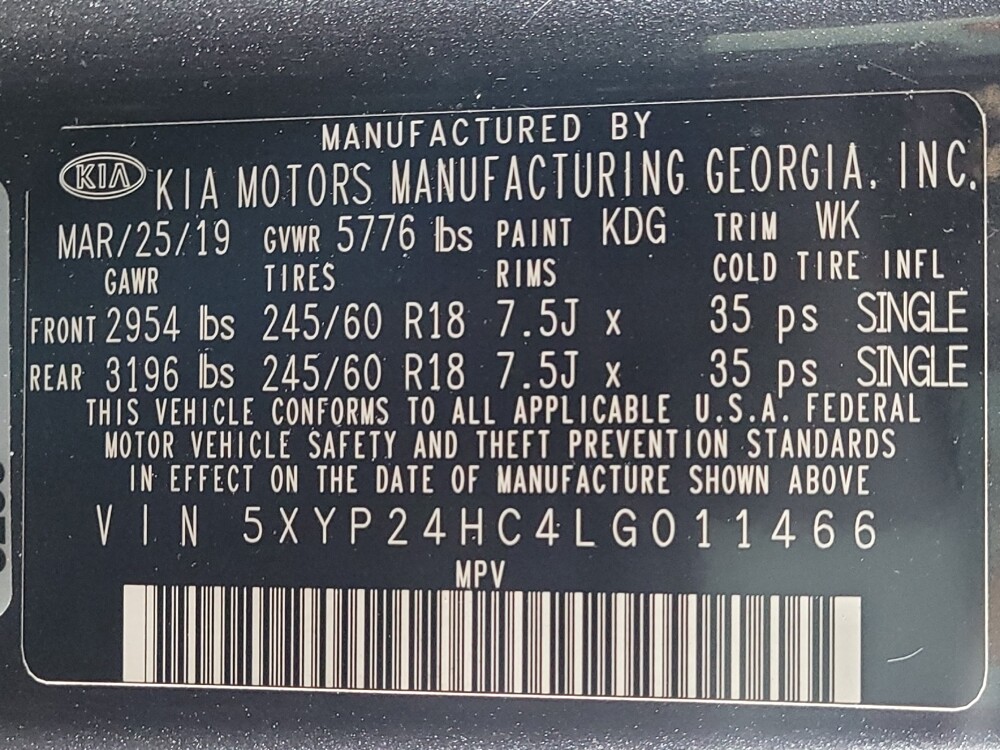 MANUFACTURED BY
KIA KIA MOTORS MANUFACTURING GEORGIA, INC.
MAR/25/19 GVWR 5776 lbs PAINT KDG TRIM WK
GAWR TIRES RIMS COLD TIRE INFL
FRONT 2954 lbs 245/60 R18 7.5J x 35 ps SINGLE
REAR 3196 lbs 245/60 R18 7.5J x 35 ps SINGLE
THIS VEHICLE CONFORMS TO ALL APPLICABLE U.S.A. FEDERAL
MOTOR VEHICLE SAFETY AND THEFT PREVENTION STANDARDS
IN EFFECT ON THE DATE OF MANUFACTURE SHOWN ABOVE
VIN 5XYP24HC4LG011466
MPV